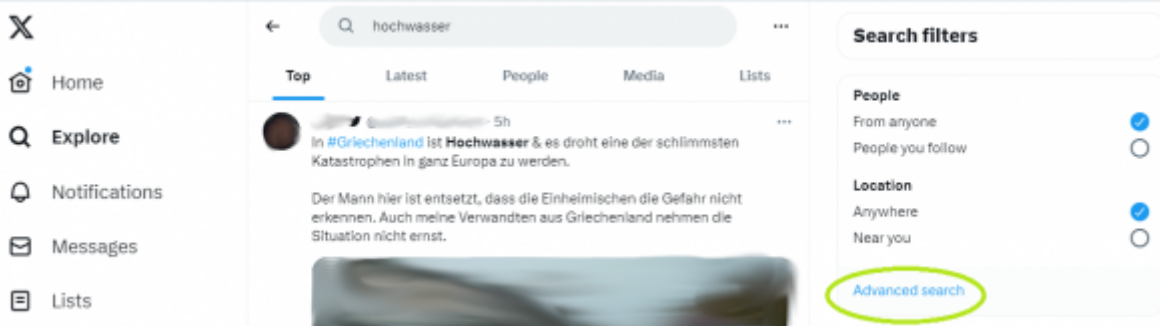 X
Home
Explore
Notifications
Messages
Lists
hochwasser
Top Latest People Media Lists
5h
In #Griechenland ist Hochwasser & es droht eine der schlimmsten
Katastrophen in ganz Europa zu werden.
Der Mann hier ist entsetzt, dass die Einheimischen die Gefahr nicht
erkennen. Auch meine Verwandten aus Griechenland nehmen die
Situation nicht ernst.
Search filters
People
From anyone
People you follow
Location
Anywhere
Near you
Advanced search